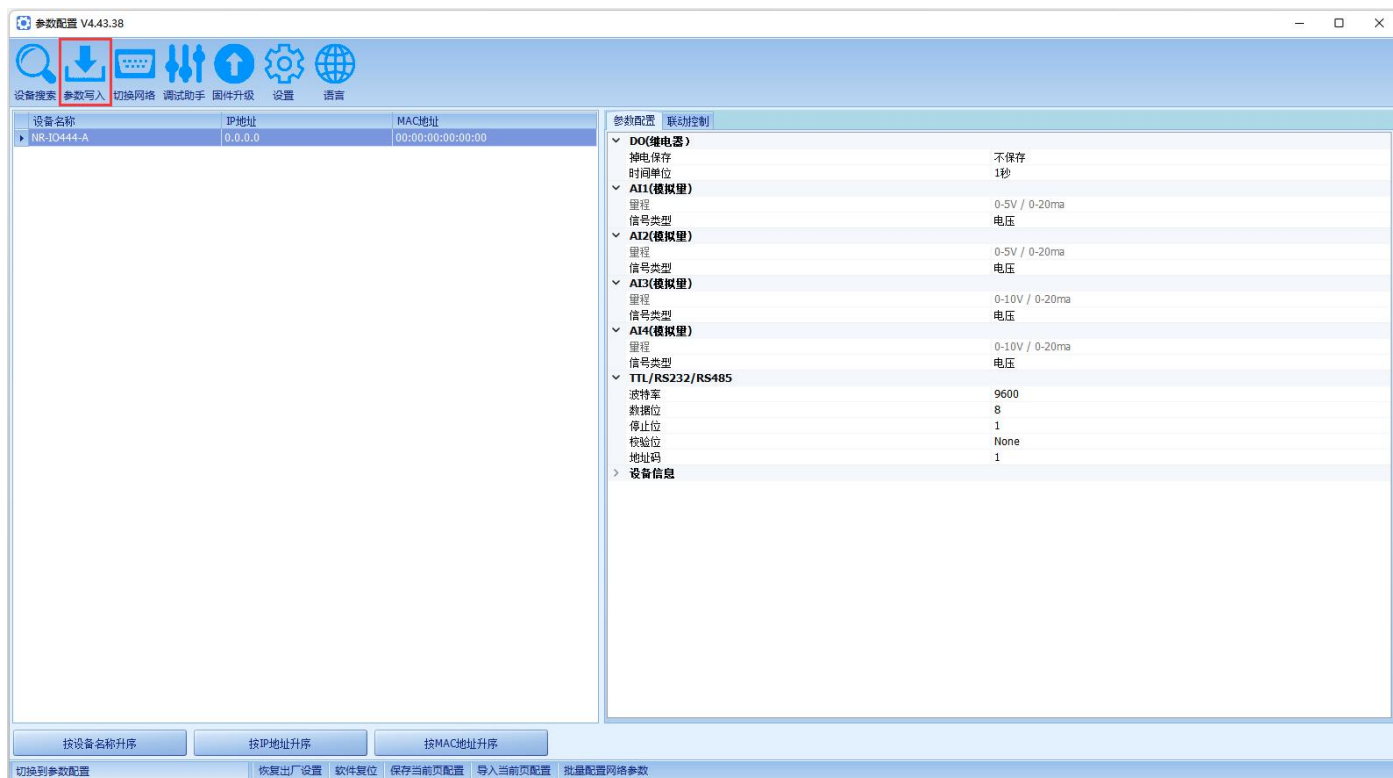 参数配置 V4.43.38
设备搜索 参数写入 切换网络 调试助手 固件升级 设置 语言
设备名称 IP地址 MAC地址
NR-IO444-A 0.0.0.0 00:00:00:00:00:00
参数配置 联动控制
DO(继电器)
掉电保存 不保存
时间单位 1秒
AI1(模拟量)
量程 0-5V / 0-20ma
信号类型 电压
AI2(模拟量)
量程 0-5V / 0-20ma
信号类型 电压
AI3(模拟量)
量程 0-10V / 0-20ma
信号类型 电压
AI4(模拟量)
量程 0-10V / 0-20ma
信号类型 电压
TTL/RS232/RS485
波特率 9600
数据位 8
停止位 1
校验位 None
地址码 1
设备信息
按设备名称升序 按IP地址升序 按MAC地址升序
切换到参数配置 恢复出厂设置 软件复位 保存当前页配置 导入当前页配置 批量配置网络参数